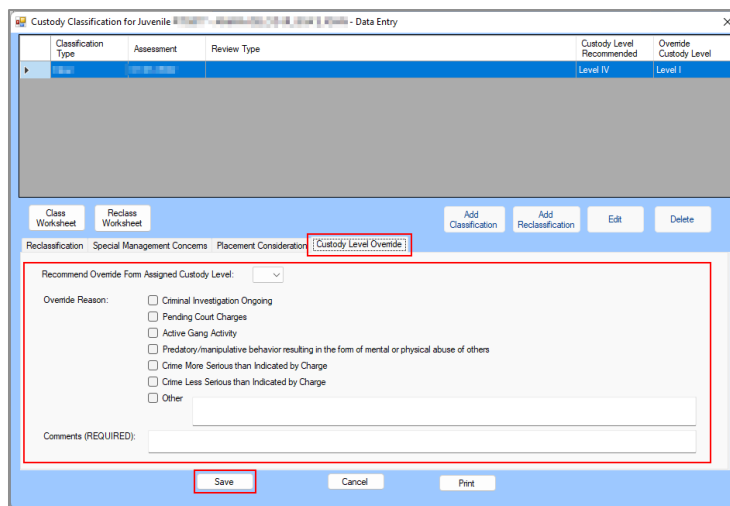 Custody Classification for Juvenile - Data Entry
Classification Type Assessment Review Type Custody Level Recommended Override Custody Level
Level IV Level I
Class Worksheet Reclass Worksheet Add Classification Add Reclassification Edit Delete
Reclassification Special Management Concerns Placement Consideration Custody Level Override
Recommend Override Form Assigned Custody Level:
Override Reason: Criminal Investigation Ongoing
Pending Court Charges
Active Gang Activity
Predatory/manipulative behavior resulting in the form of mental or physical abuse of others
Crime More Serious than Indicated by Charge
Crime Less Serious than Indicated by Charge
Other
Comments (REQUIRED):
Save Cancel Print